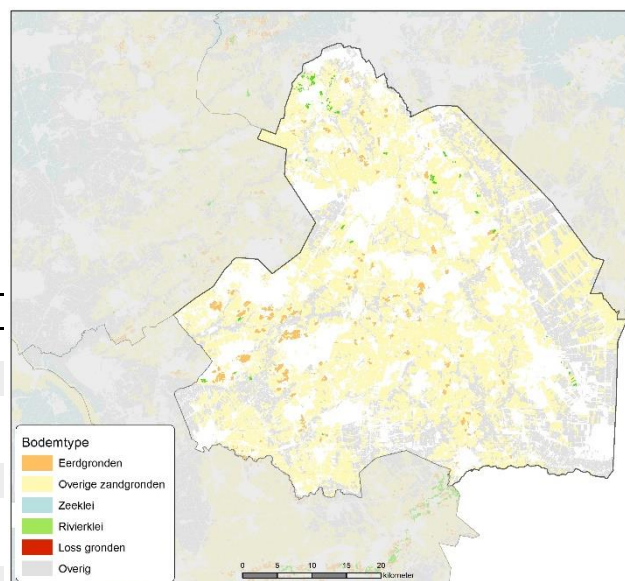 Bodemtype
Eerdgronden
Overige zandgronden
Zeeklei
Rivierklei
Loss gronden
Overig
0 5 10 15 20
kilometer